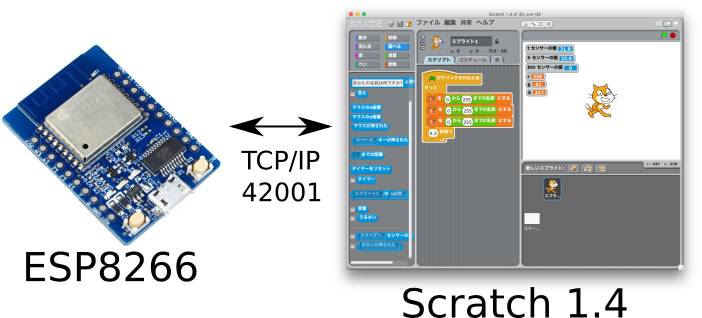 Scratch 1.4 of 30-Jun-09
SCRATCH
ファイル 編集 共有 ヘルプ
動き
制御
見た目
調べる
音
演算
ペン
変数
スプライト1
スクリプト
コスチューム
音
あなたの名前は何ですか?
答え
マウスのx座標
マウスのy座標
マウスが押された
スペース キーが押された
までの距離
タイマーをリセット
タイマー
スプライト1 の x座標
音量
うるさい
スライダー センサーの
ボタンが押された
がクリックされたとき
ずっと
を 0 から 255 までの乱数 にする
を 0 から 255 までの乱数 にする
を 0 から 255 までの乱数 にする
秒待つ
t センサーの値
h センサーの値
btn センサーの値
r
g
b
新しいスプライト:
スプラ...
ステー...
TCP/IP
42001
ESP8266
Scratch 1.4